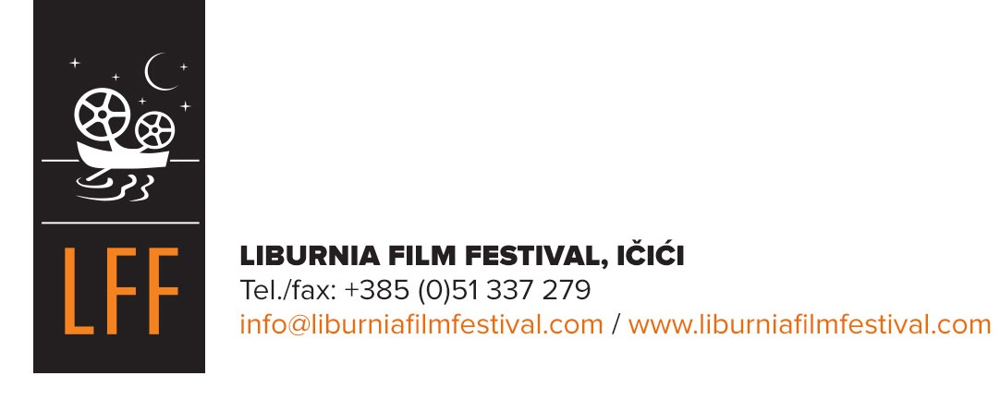 LFF
LIBURNIA FILM FESTIVAL, IČIĆI
Tel./fax: +385 (0)51 337 279
info@liburniafilmfestival.com / www.liburniafilmfestival.com